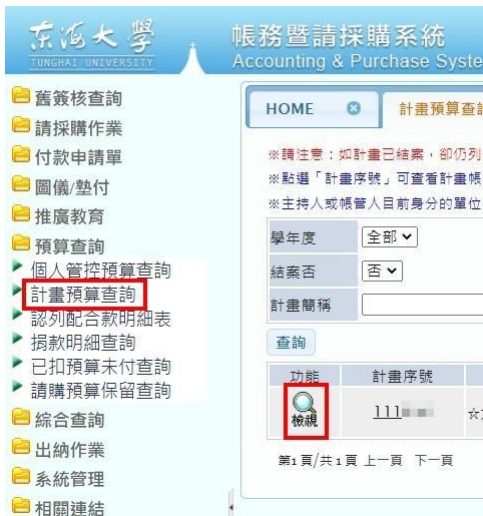 東海大學
TUNGHAI UNIVERSITY
帳務暨請採購系統
Accounting & Purchase Syste
舊簽核查詢
請採購作業
付款申請單
圖儀/墊付
推廣教育
預算查詢
個人管控預算查詢
計畫預算查詢
認列配合款明細表
捐款明細查詢
已扣預算未付查詢
請購預算保留查詢
綜合查詢
出納作業
系統管理
相關連結
HOME 計畫預算查
※請注意:如計畫已結案,卻仍列
※點選「計畫序號」可查看計畫帳
※主持人或帳管人目前身分的單位
學年度 全部
結案否 否
計畫簡稱
查詢
功能 計畫序號
檢視 111 ☆
第1頁/共1頁 上一頁 下一頁